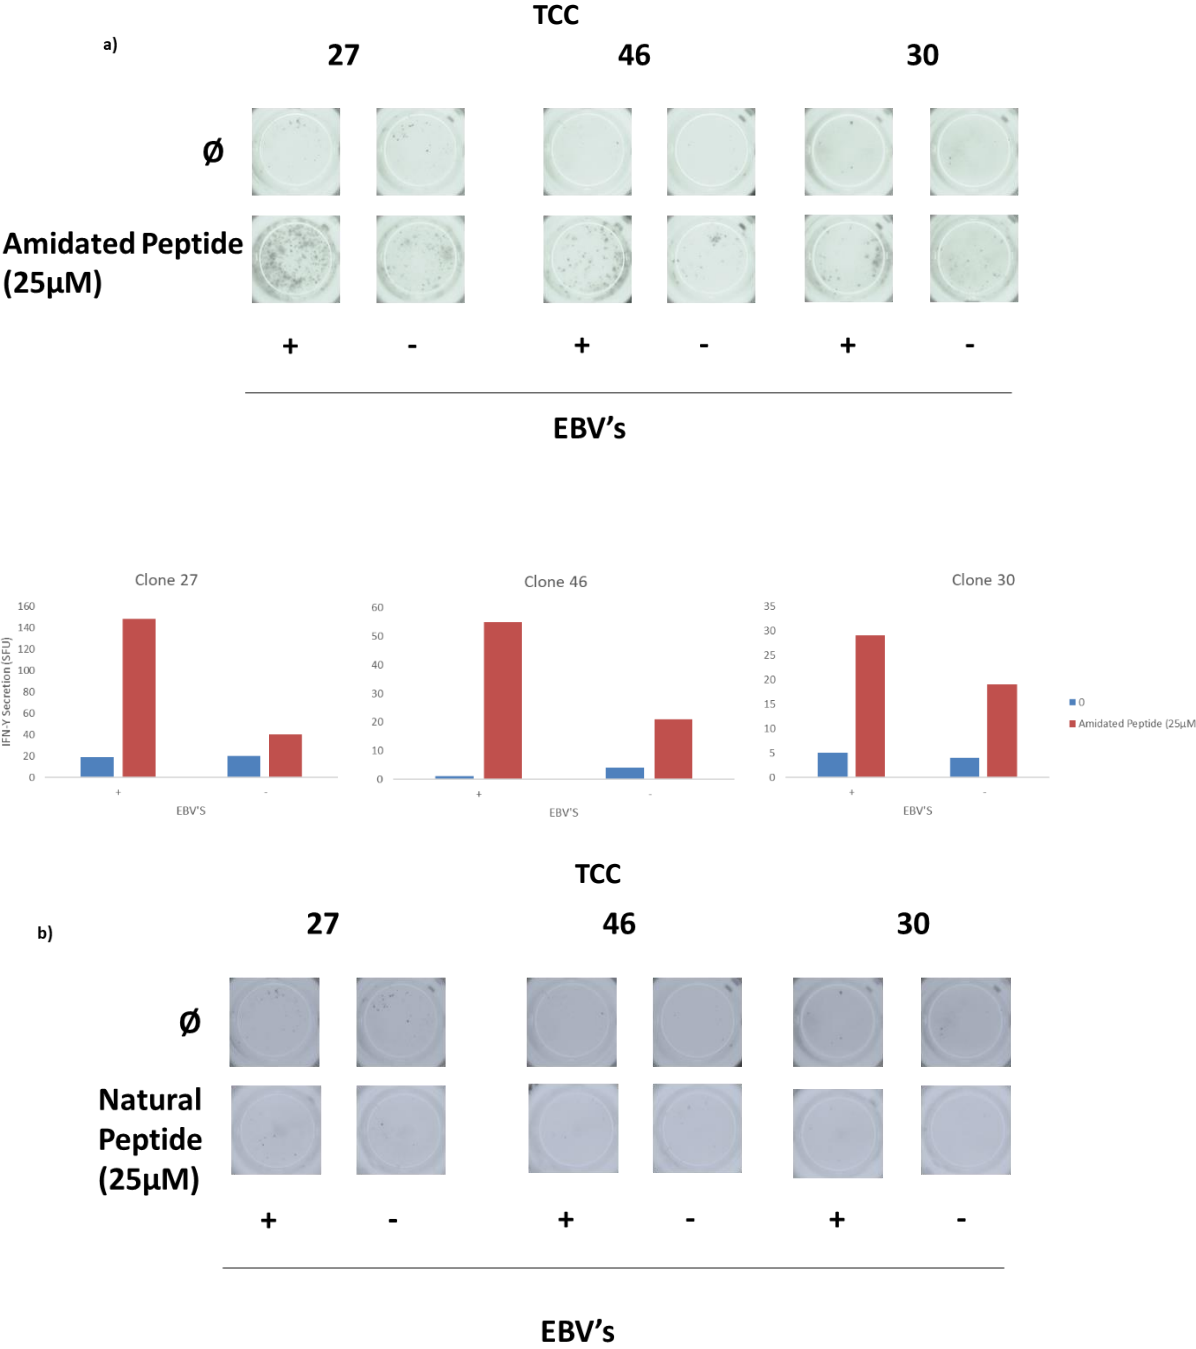 TCC
a)
27 46 30
Ø
Amidated Peptide
(25µM)
+ - + - + -
EBV’s
Clone 27
160
140
120
100
80
60
40
20
0
IFN-Y Secretion (SFU)
+ -
EBV'S
Clone 46
60
50
40
30
20
10
0
+ -
EBV'S
Clone 30
35
30
25
20
15
10
5
0
+ -
EBV'S
0
Amidated Peptide (25µM
TCC
b)
27 46 30
Ø
Natural
Peptide
(25µM)
+ - + - + -
EBV’s